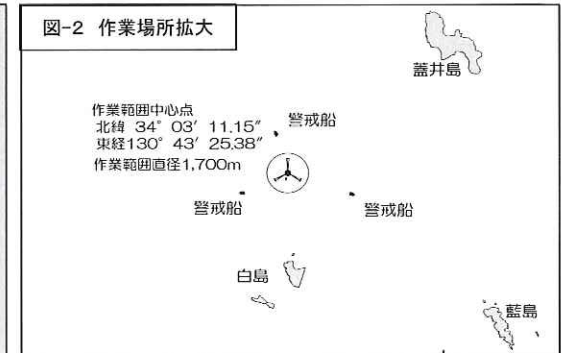 図-2 作業場所拡大
蓋井島
作業範囲中心点
北緯 34° 03′ 11.15″
東経130° 43′ 25.38″
作業範囲直径1,700m
警戒船
警戒船
警戒船
白島
藍島